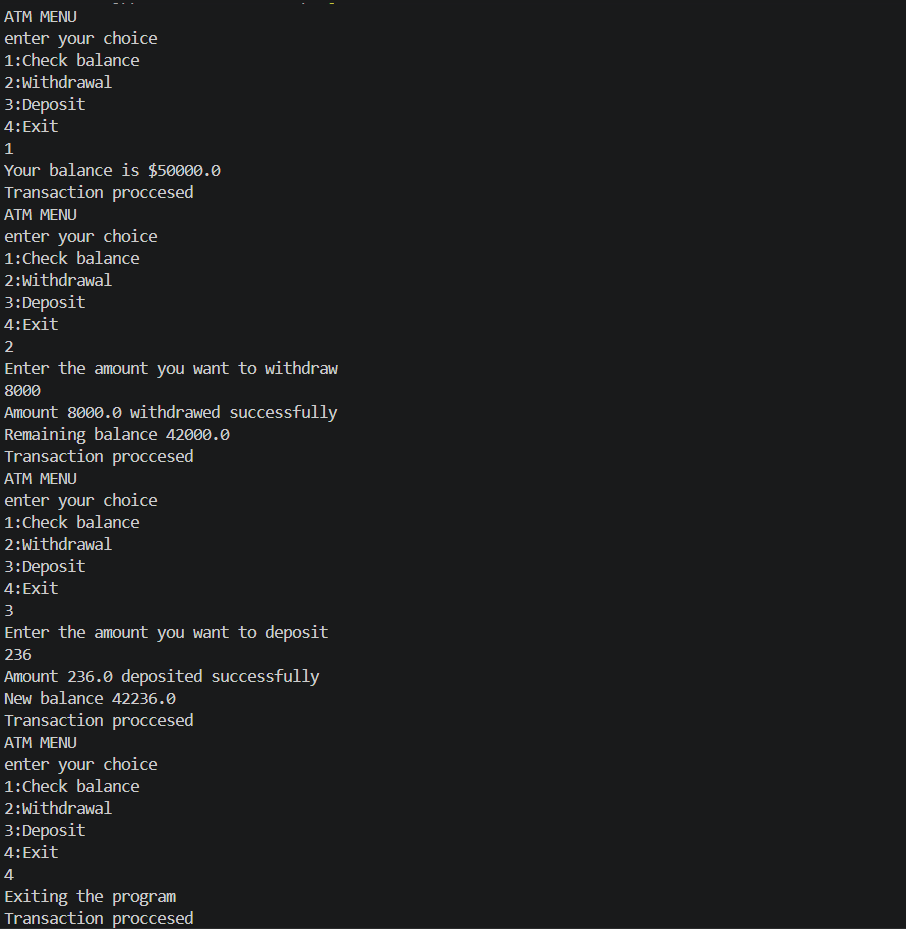 ATM MENU
enter your choice
1:Check balance
2:Withdrawal
3:Deposit
4:Exit
1
Your balance is $50000.0
Transaction proccesed
ATM MENU
enter your choice
1:Check balance
2:Withdrawal
3:Deposit
4:Exit
2
Enter the amount you want to withdraw
8000
Amount 8000.0 withdrawed successfully
Remaining balance 42000.0
Transaction proccesed
ATM MENU
enter your choice
1:Check balance
2:Withdrawal
3:Deposit
4:Exit
3
Enter the amount you want to deposit
236
Amount 236.0 deposited successfully
New balance 42236.0
Transaction proccesed
ATM MENU
enter your choice
1:Check balance
2:Withdrawal
3:Deposit
4:Exit
4
Exiting the program
Transaction proccesed